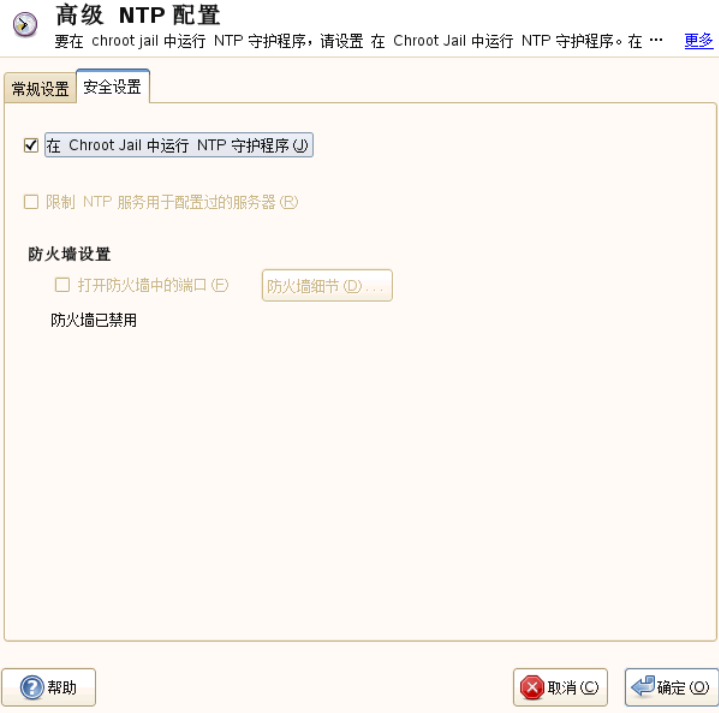 高级 NTP 配置
要在 chroot jail 中运行 NTP 守护程序，请设置 在 Chroot Jail 中运行 NTP 守护程序。在 … 更多
常规设置 安全设置
在 Chroot Jail 中运行 NTP 守护程序(J)
限制 NTP 服务用于配置过的服务器(R)
防火墙设置
打开防火墙中的端口(F) 防火墙细节(D)...
防火墙已禁用
帮助 取消(C) 确定(O)